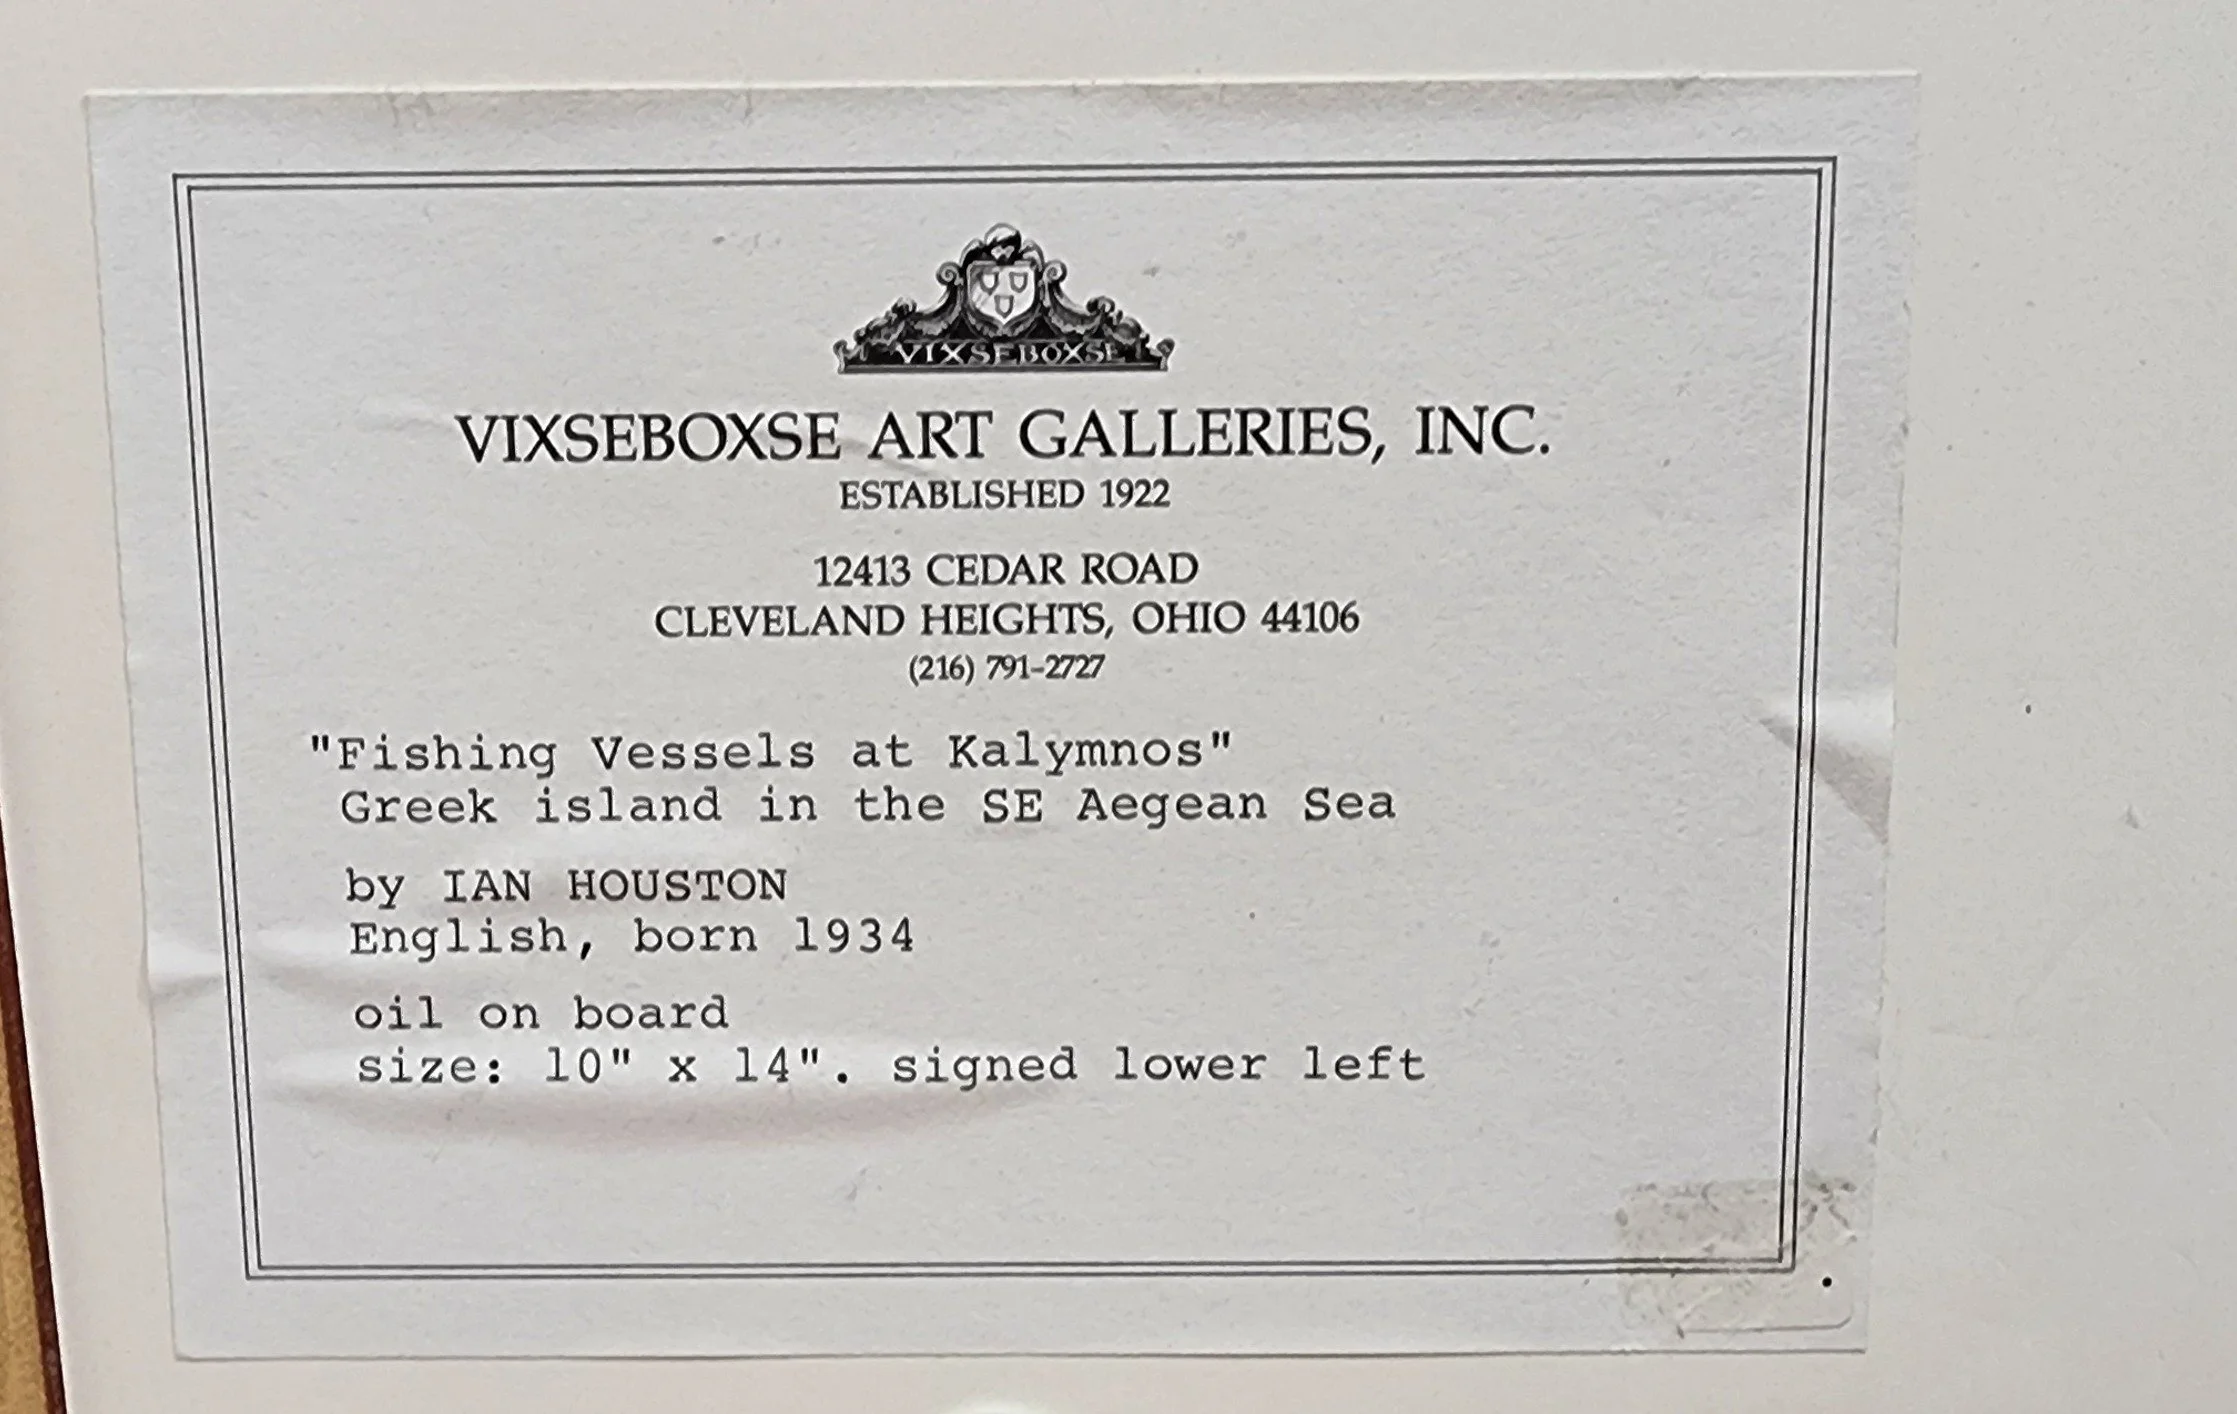 VIXSEBOXSE
VIXSEBOXSE ART GALLERIES, INC.
ESTABLISHED 1922
12413 CEDAR ROAD
CLEVELAND HEIGHTS, OHIO 44106
(216) 791-2727
"Fishing Vessels at Kalymnos"
Greek island in the SE Aegean Sea
by IAN HOUSTON
English, born 1934
oil on board
size: 10" x 14". signed lower left